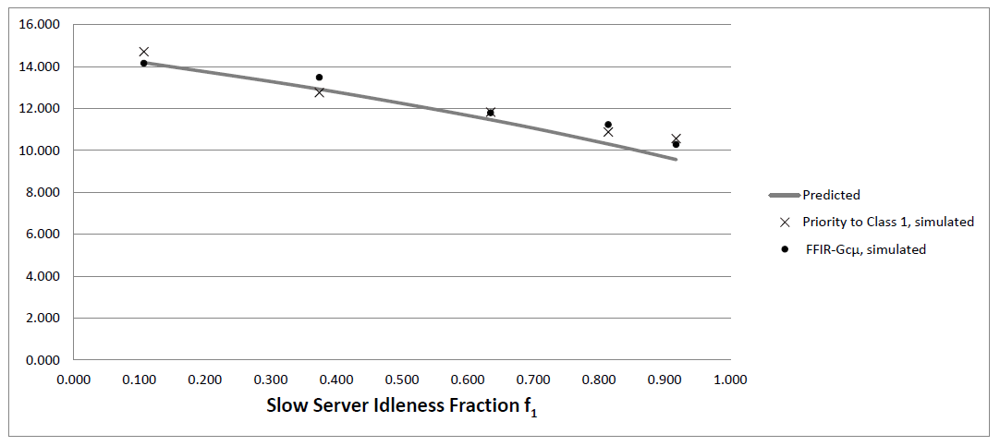 16.000
14.000
12.000
10.000
8.000
6.000
4.000
2.000
0.000
0.000 0.100 0.200 0.300 0.400 0.500 0.600 0.700 0.800 0.900 1.000
Slow Server Idleness Fraction f1
Predicted
Priority to Class 1, simulated
FFIR-Gcμ, simulated